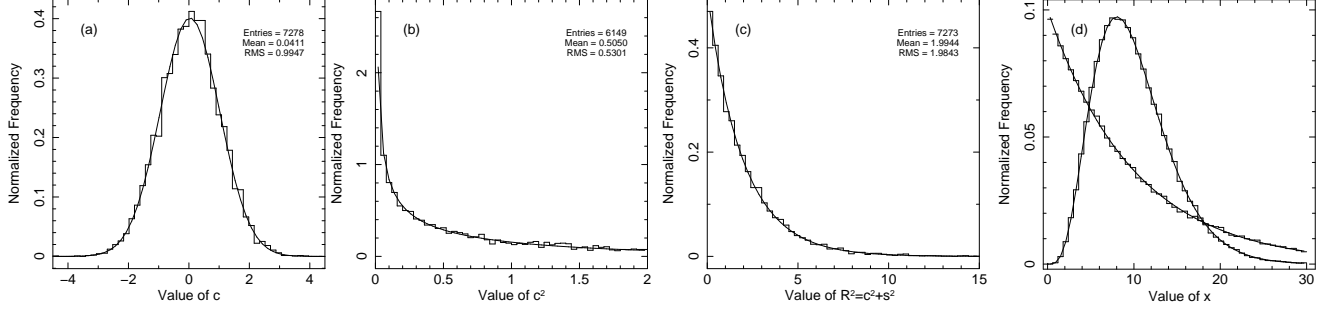 (a)
Entries = 7278
Mean = 0.0411
RMS = 0.9947
Normalized Frequency
0.4
0.3
0.2
0.1
0
−4 −2 0 2 4
Value of c
(b)
Entries = 6149
Mean = 0.5050
RMS = 0.5301
Normalized Frequency
2
1
0
0 0.5 1.0 1.5 2
Value of c²
(c)
Entries = 7273
Mean = 1.9944
RMS = 1.9843
Normalized Frequency
0.4
0.2
0
0 5 10 15
Value of R²=c²+s²
(d)
Normalized Frequency
0.1
0.05
0
0 10 20 30
Value of x